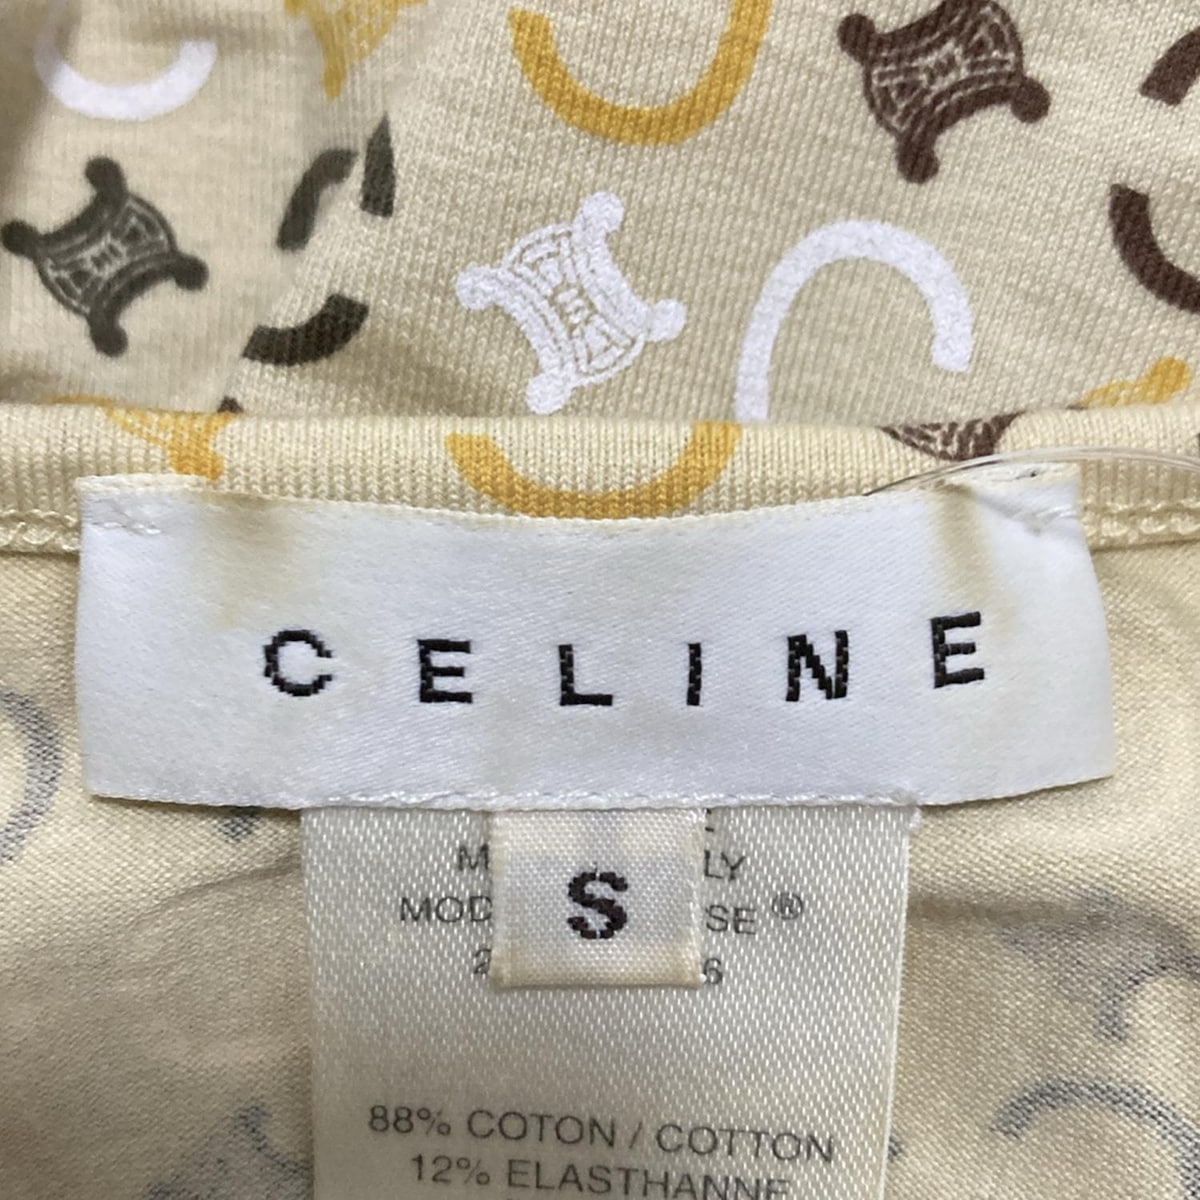 CELINE
S
88% COTON / COTTON
12% ELASTHANNE